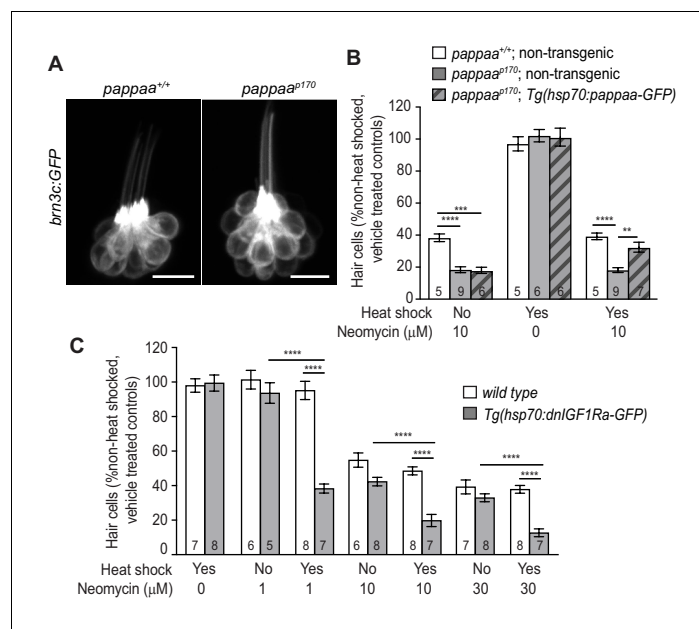 A
pappaa+/+ pappaap170
brn3c:GFP
B
pappaa+/+; non-transgenic
pappaap170; non-transgenic
pappaap170; Tg(hsp70:pappaa-GFP)
Hair cells (%non-heat shocked,
vehicle treated controls)
120
100
80
60
40
20
0
*** 
****
**** **
5 9 6 5 6 6 5 9 7
Heat shock No Yes Yes
Neomycin (μM) 10 0 10
C
wild type
Tg(hsp70:dnIGF1Ra-GFP)
Hair cells (%non-heat shocked,
vehicle treated controls)
120
100
80
60
40
20
0
**** **** ****
**** **** ****
7 8 6 5 8 7 6 8 8 7 7 8 8 7
Heat shock Yes No Yes No Yes No Yes
Neomycin (μM) 0 1 1 10 10 30 30